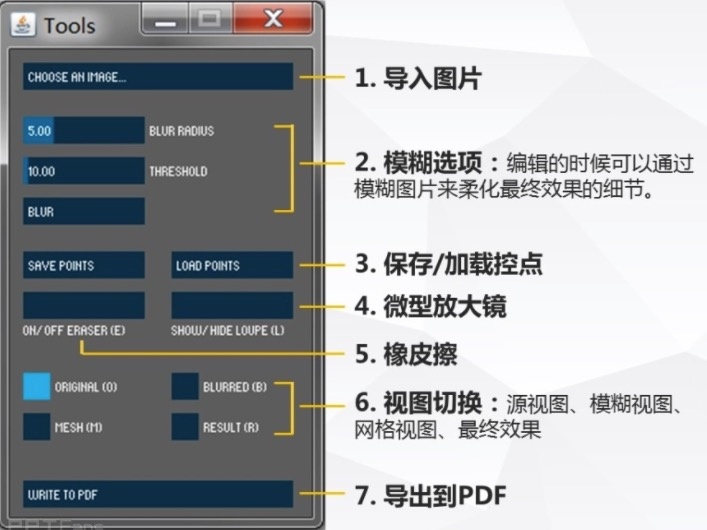 Tools
CHOOSE AN IMAGE...
1. 导入图片
5.00 BLUR RADIUS
10.00 THRESHOLD
BLUR
2. 模糊选项：编辑的时候可以通过
模糊图片来柔化最终效果的细节。
SAVE POINTS LOAD POINTS
3. 保存/加载控点
4. 微型放大镜
ON/OFF ERASER (E) SHOW/HIDE LOUPE (L)
5. 橡皮擦
ORIGINAL (O) BLURRED (B)
MESH (M) RESULT (R)
6. 视图切换：源视图、模糊视图、
网格视图、最终效果
WRITE TO PDF
7. 导出到PDF